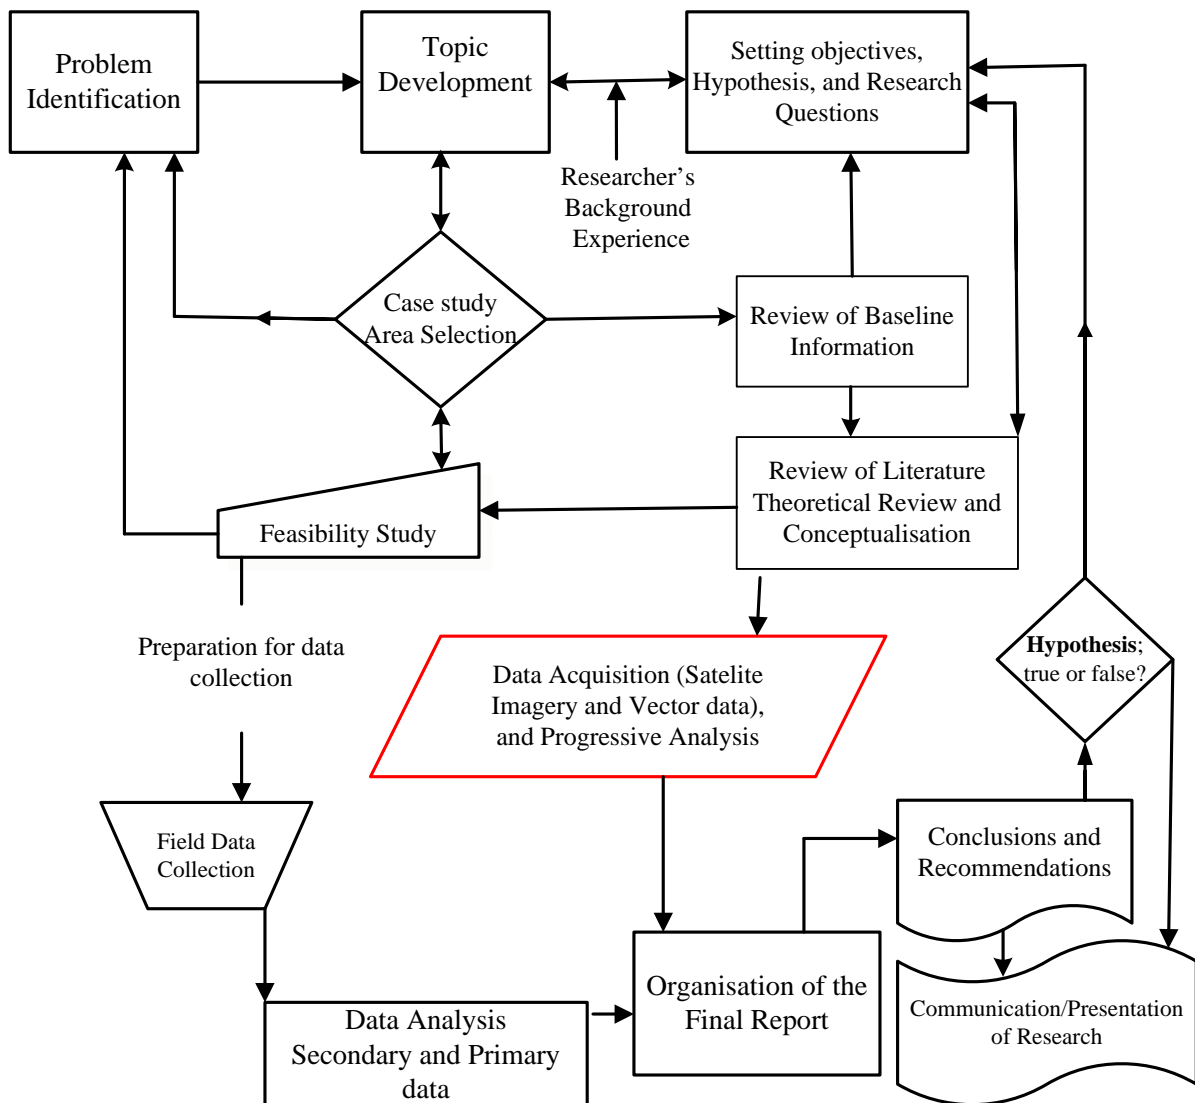 Problem
Identification
Topic
Development
Setting objectives,
Hypothesis, and Research
Questions
Researcher’s
Background
Experience
Case study
Area Selection
Review of Baseline
Information
Review of Literature
Theoretical Review and
Conceptualisation
Feasibility Study
Preparation for data
collection
Data Acquisition (Satelite
Imagery and Vector data),
and Progressive Analysis
Hypothesis;
true or false?
Field Data
Collection
Conclusions and
Recommendations
Organisation of the
Final Report
Communication/Presentation
of Research
Data Analysis
Secondary and Primary
data